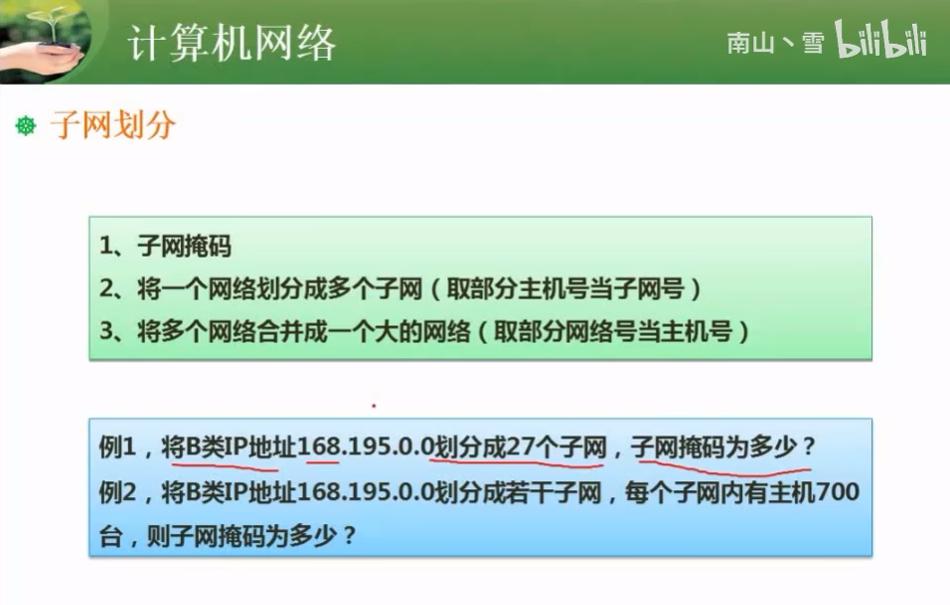 计算机网络
南山丶雪 bilibili
子网划分
1、子网掩码
2、将一个网络划分成多个子网（取部分主机号当子网号）
3、将多个网络合并成一个大的网络（取部分网络号当主机号）
例1，将B类IP地址168.195.0.0划分成27个子网，子网掩码为多少？
例2，将B类IP地址168.195.0.0划分成若干子网，每个子网内有主机700
台，则子网掩码为多少？